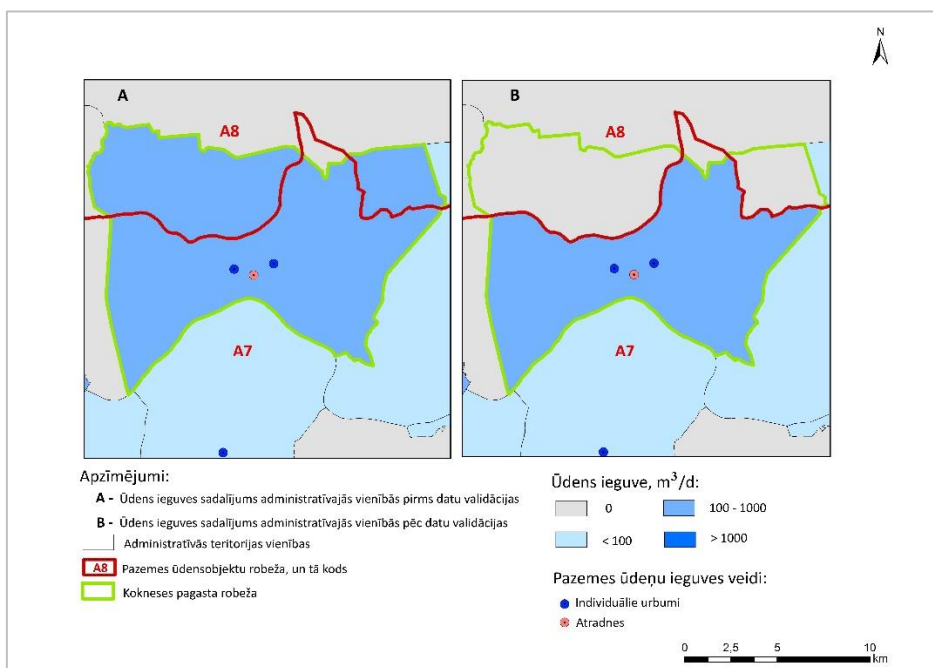 N
A
B
A8
A8
A7
A7
Apzīmējumi:
A - Ūdens ieguves sadalījums administratīvajās vienībās pirms datu validācijas
B - Ūdens ieguves sadalījums administratīvajās vienībās pēc datu validācijas
Administratīvās teritorijas vienības
A8 Pazemes ūdensobjektu robeža, un tā kods
Kokneses pagasta robeža
Ūdens ieguve, m³/d:
0
100 - 1000
< 100
> 1000
Pazemes ūdeņu ieguves veidi:
Individuālie urbumi
Atradnes
0 2,5 5 10
km